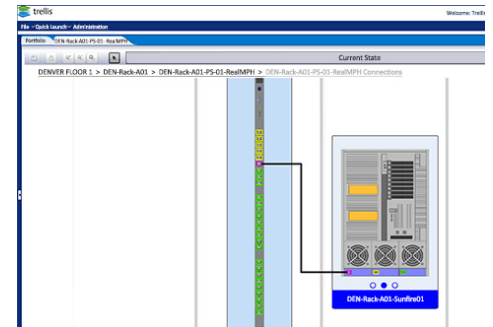 trellis
Welcome: Trelli
File Quick Launch Administration
Portfolio DEN-Rack-A01-PS-01-RealMPH
Current State
DENVER FLOOR 1 > DEN-Rack-A01 > DEN-Rack-A01-PS-01-RealMPH > DEN-Rack-A01-PS-01-RealMPH Connections
DEN-Rack-A01-Sunfire01